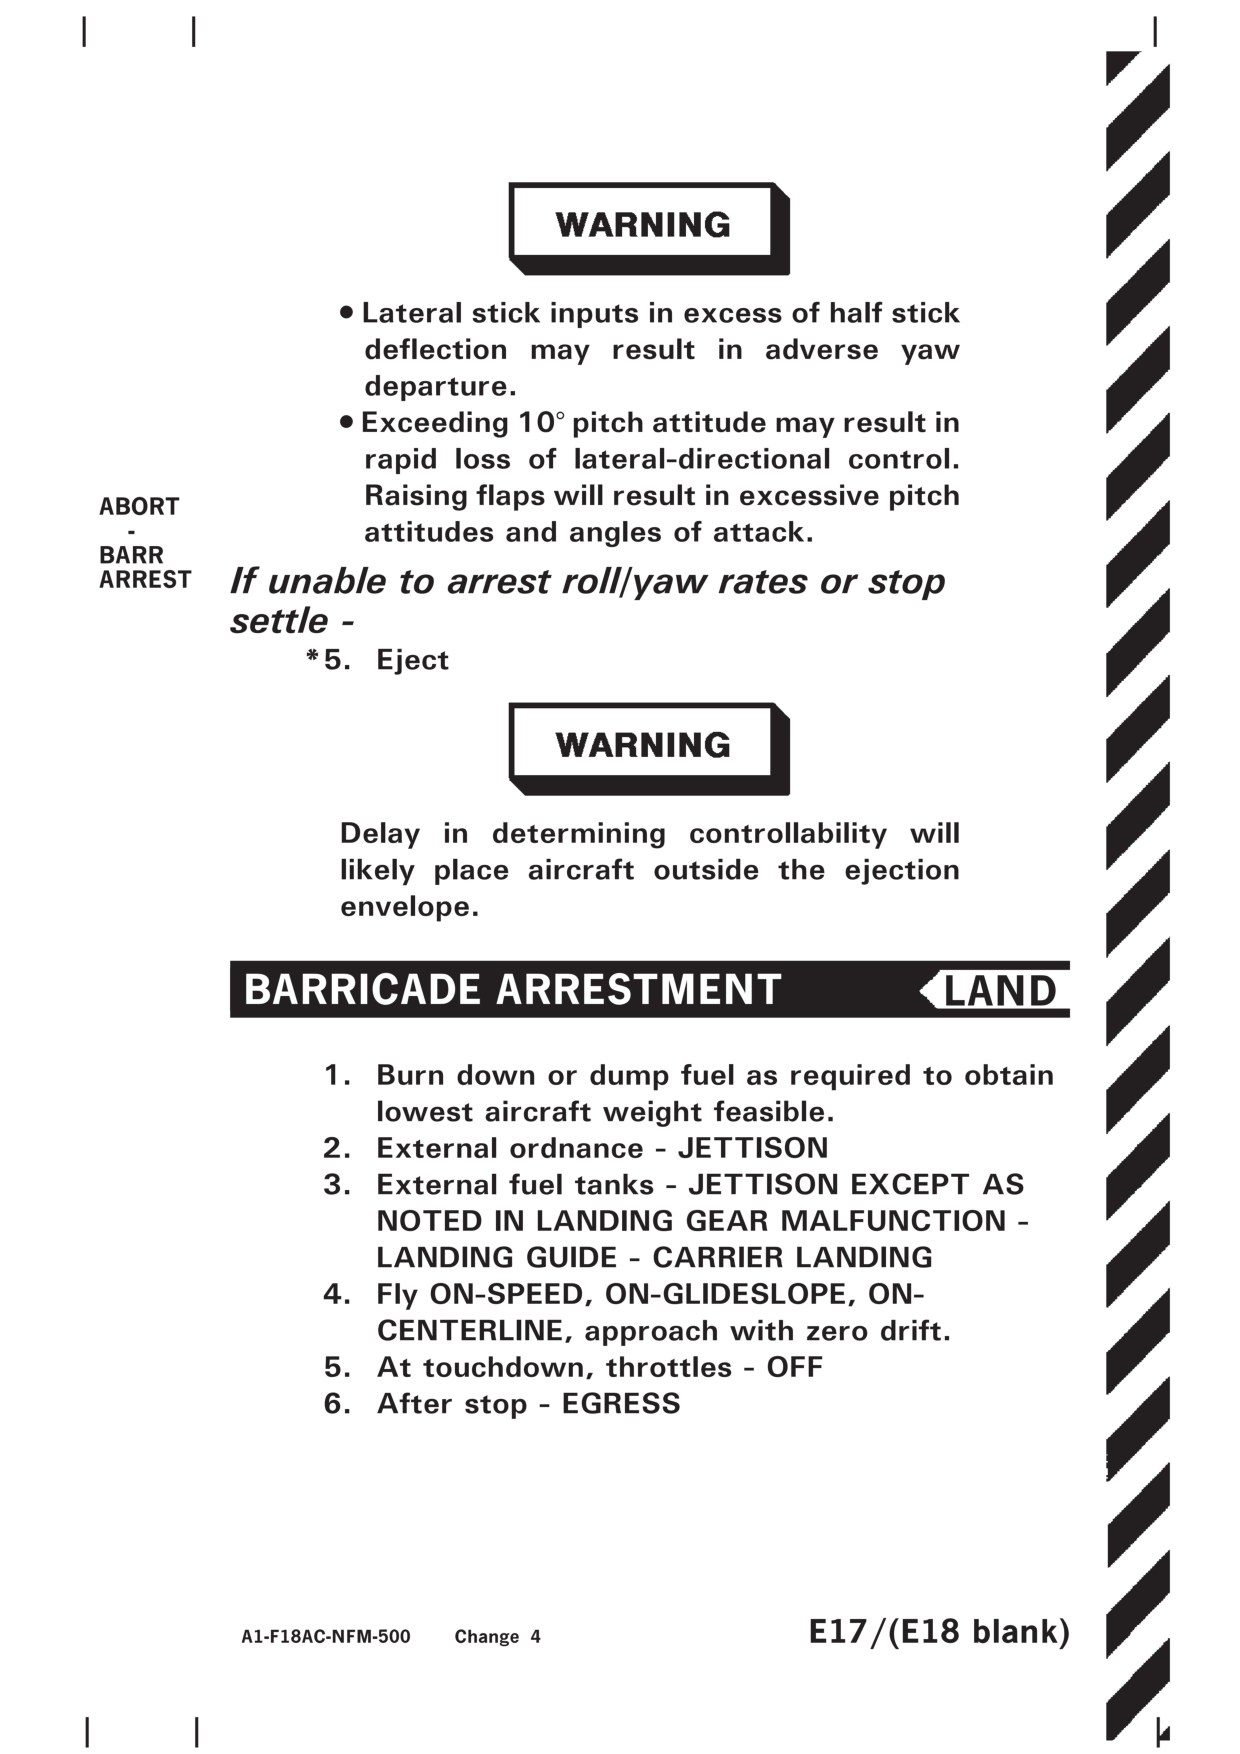 WARNING
● Lateral stick inputs in excess of half stick
deflection may result in adverse yaw
departure.
● Exceeding 10° pitch attitude may result in
rapid loss of lateral-directional control.
Raising flaps will result in excessive pitch
attitudes and angles of attack.
ABORT
-
BARR
ARREST
If unable to arrest roll/yaw rates or stop
settle -
*5. Eject
WARNING
Delay in determining controllability will
likely place aircraft outside the ejection
envelope.
BARRICADE ARRESTMENT LAND
1. Burn down or dump fuel as required to obtain
lowest aircraft weight feasible.
2. External ordnance - JETTISON
3. External fuel tanks - JETTISON EXCEPT AS
NOTED IN LANDING GEAR MALFUNCTION -
LANDING GUIDE - CARRIER LANDING
4. Fly ON-SPEED, ON-GLIDESLOPE, ON-
CENTERLINE, approach with zero drift.
5. At touchdown, throttles - OFF
6. After stop - EGRESS
A1-F18AC-NFM-500 Change 4 E17/(E18 blank)